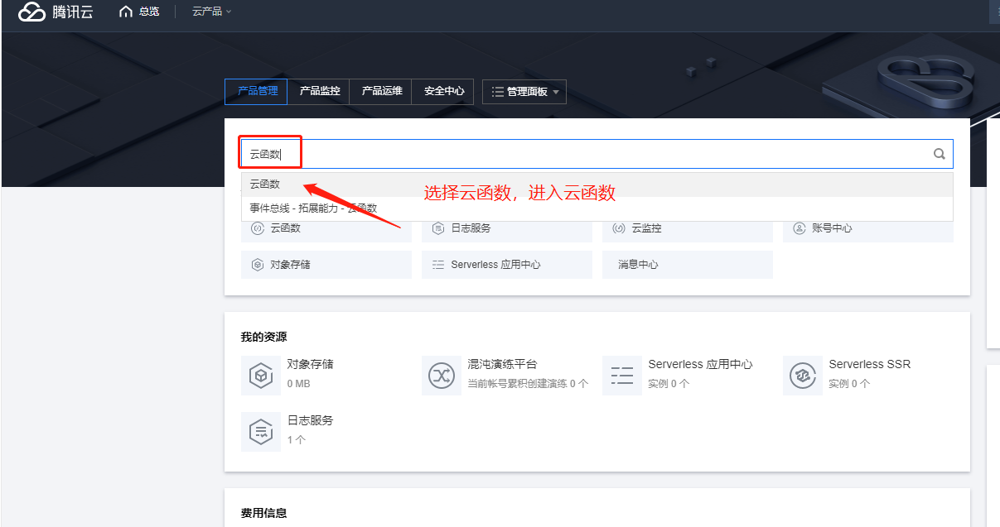 腾讯云 总览 云产品
产品管理 产品监控 产品运维 安全中心 管理面板
云函数
云函数
选择云函数，进入云函数
事件总线 - 拓展能力 - 云函数
云函数 日志服务 云监控 账号中心
对象存储 Serverless 应用中心 消息中心
我的资源
对象存储 混沌演练平台 Serverless 应用中心 Serverless SSR
0 MB 当前帐号累积创建演练 0 个 实例 0 个 实例 0 个
日志服务
1 个
费用信息